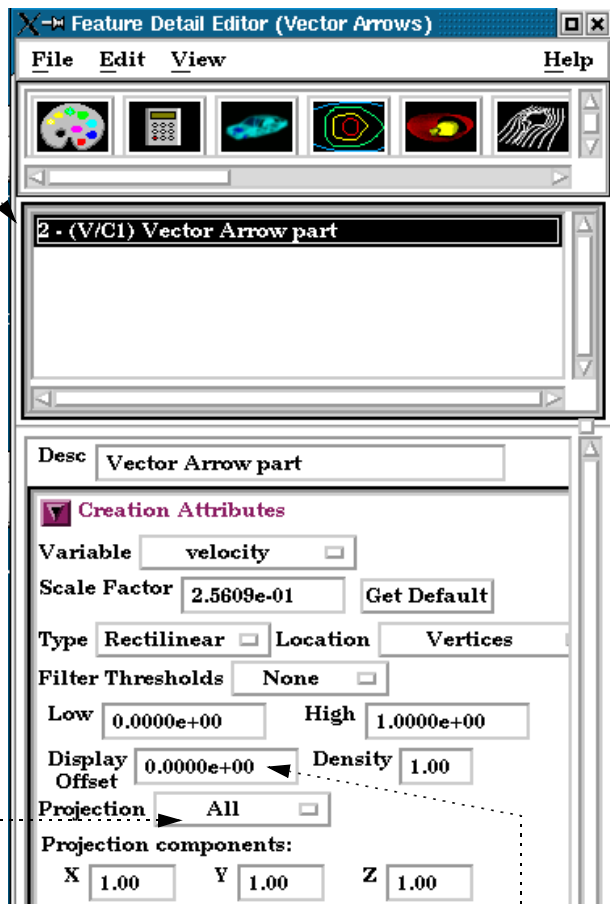 Feature Detail Editor (Vector Arrows)
File Edit View Help
2 - (V/C1) Vector Arrow part
Desc Vector Arrow part
Creation Attributes
Variable velocity
Scale Factor 2.5609e-01 Get Default
Type Rectilinear Location Vertices
Filter Thresholds None
Low 0.0000e+00 High 1.0000e+00
Display Offset 0.0000e+00 Density 1.00
Projection All
Projection components:
X 1.00 Y 1.00 Z 1.00